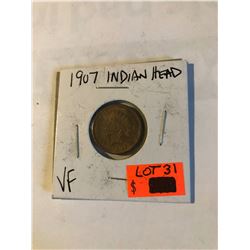 1907 INDIAN HEAD
VF
LOT 31
$